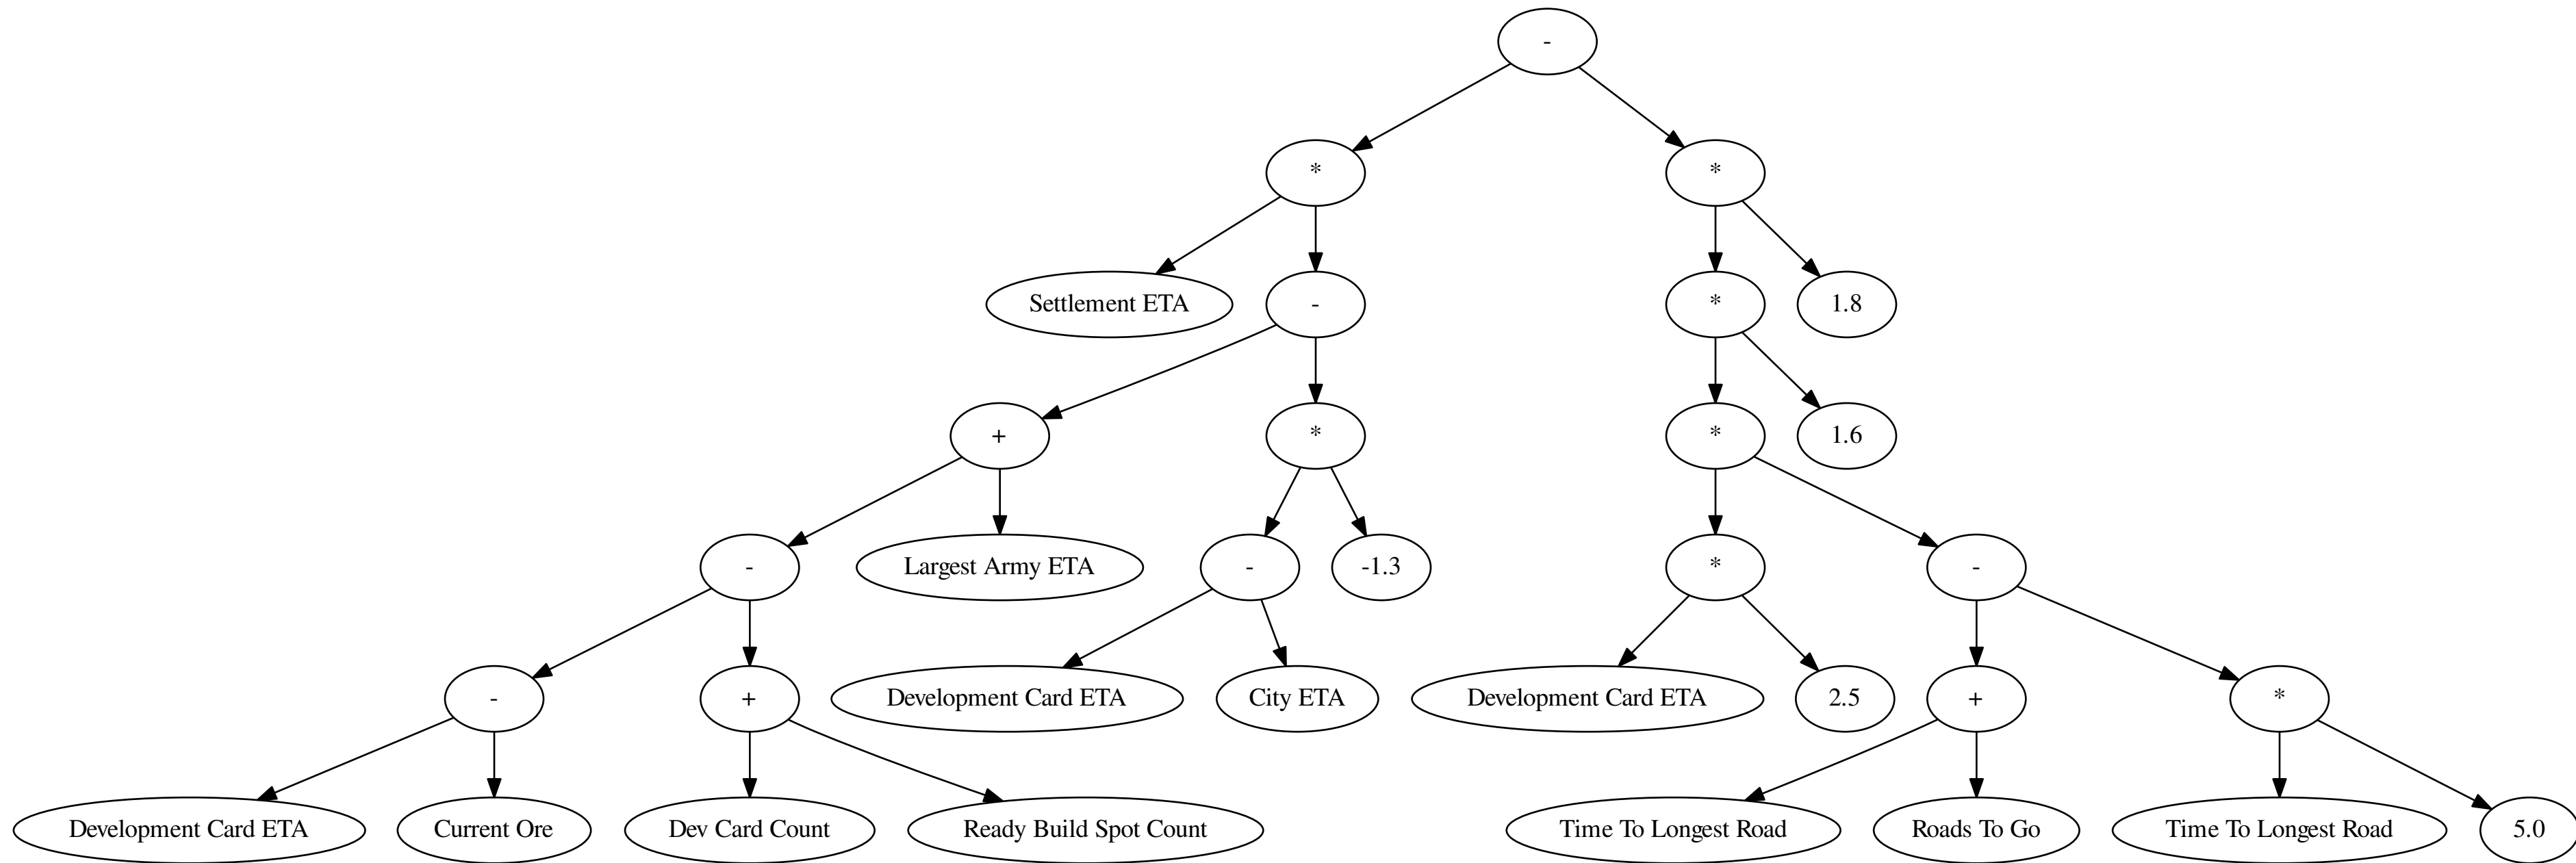 -
* *
Settlement ETA - * 1.8
+ * * 1.6
- Largest Army ETA - -1.3 * -
- + Development Card ETA City ETA Development Card ETA 2.5 + *
Development Card ETA Current Ore Dev Card Count Ready Build Spot Count Time To Longest Road Roads To Go Time To Longest Road 5.0